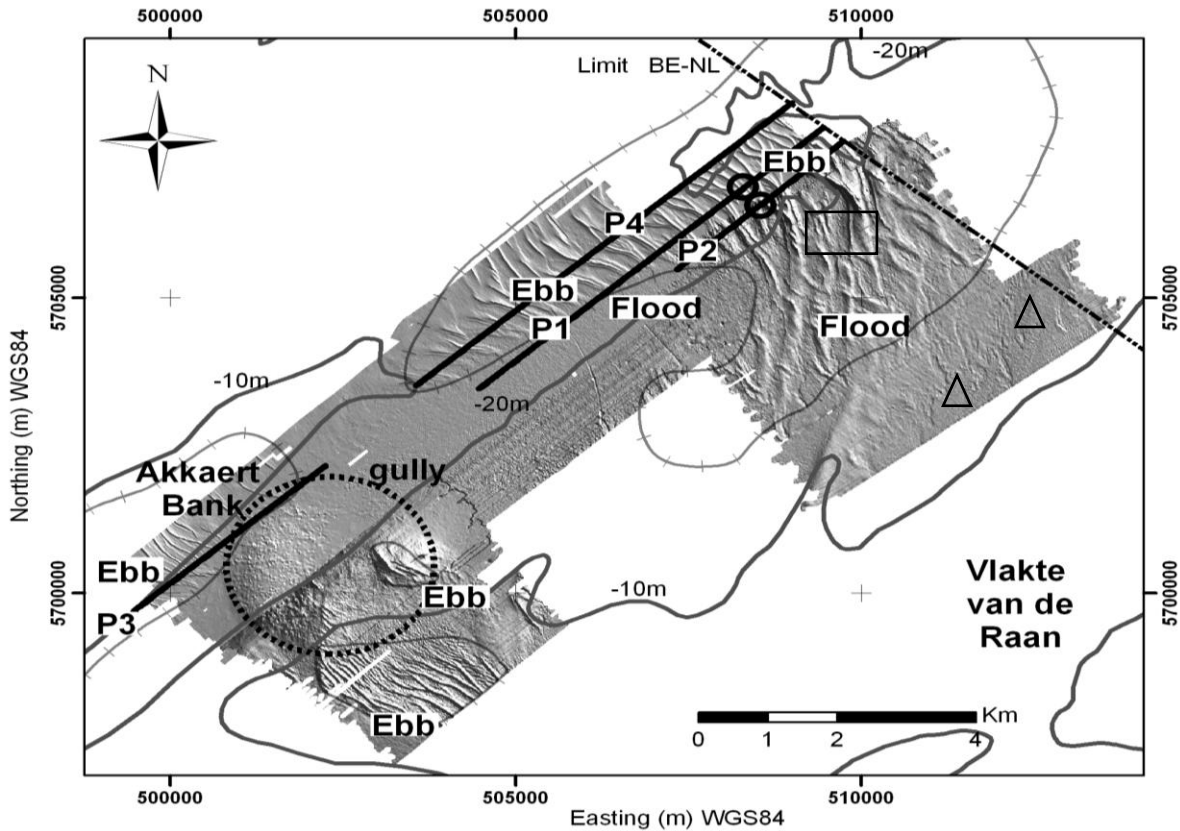 500000 505000 510000
-20m
Limit BE-NL
N
Ebb
P4
P2
5705000
Ebb
Flood
5705000
P1
Flood
-10m
-20m
Northing (m) WGS84
Akkaert
Bank
gully
Ebb
Ebb
-10m
Vlakte
van de
Raan
5700000
5700000
P3
Ebb
Km
0 1 2 4
500000 505000 510000
Easting (m) WGS84